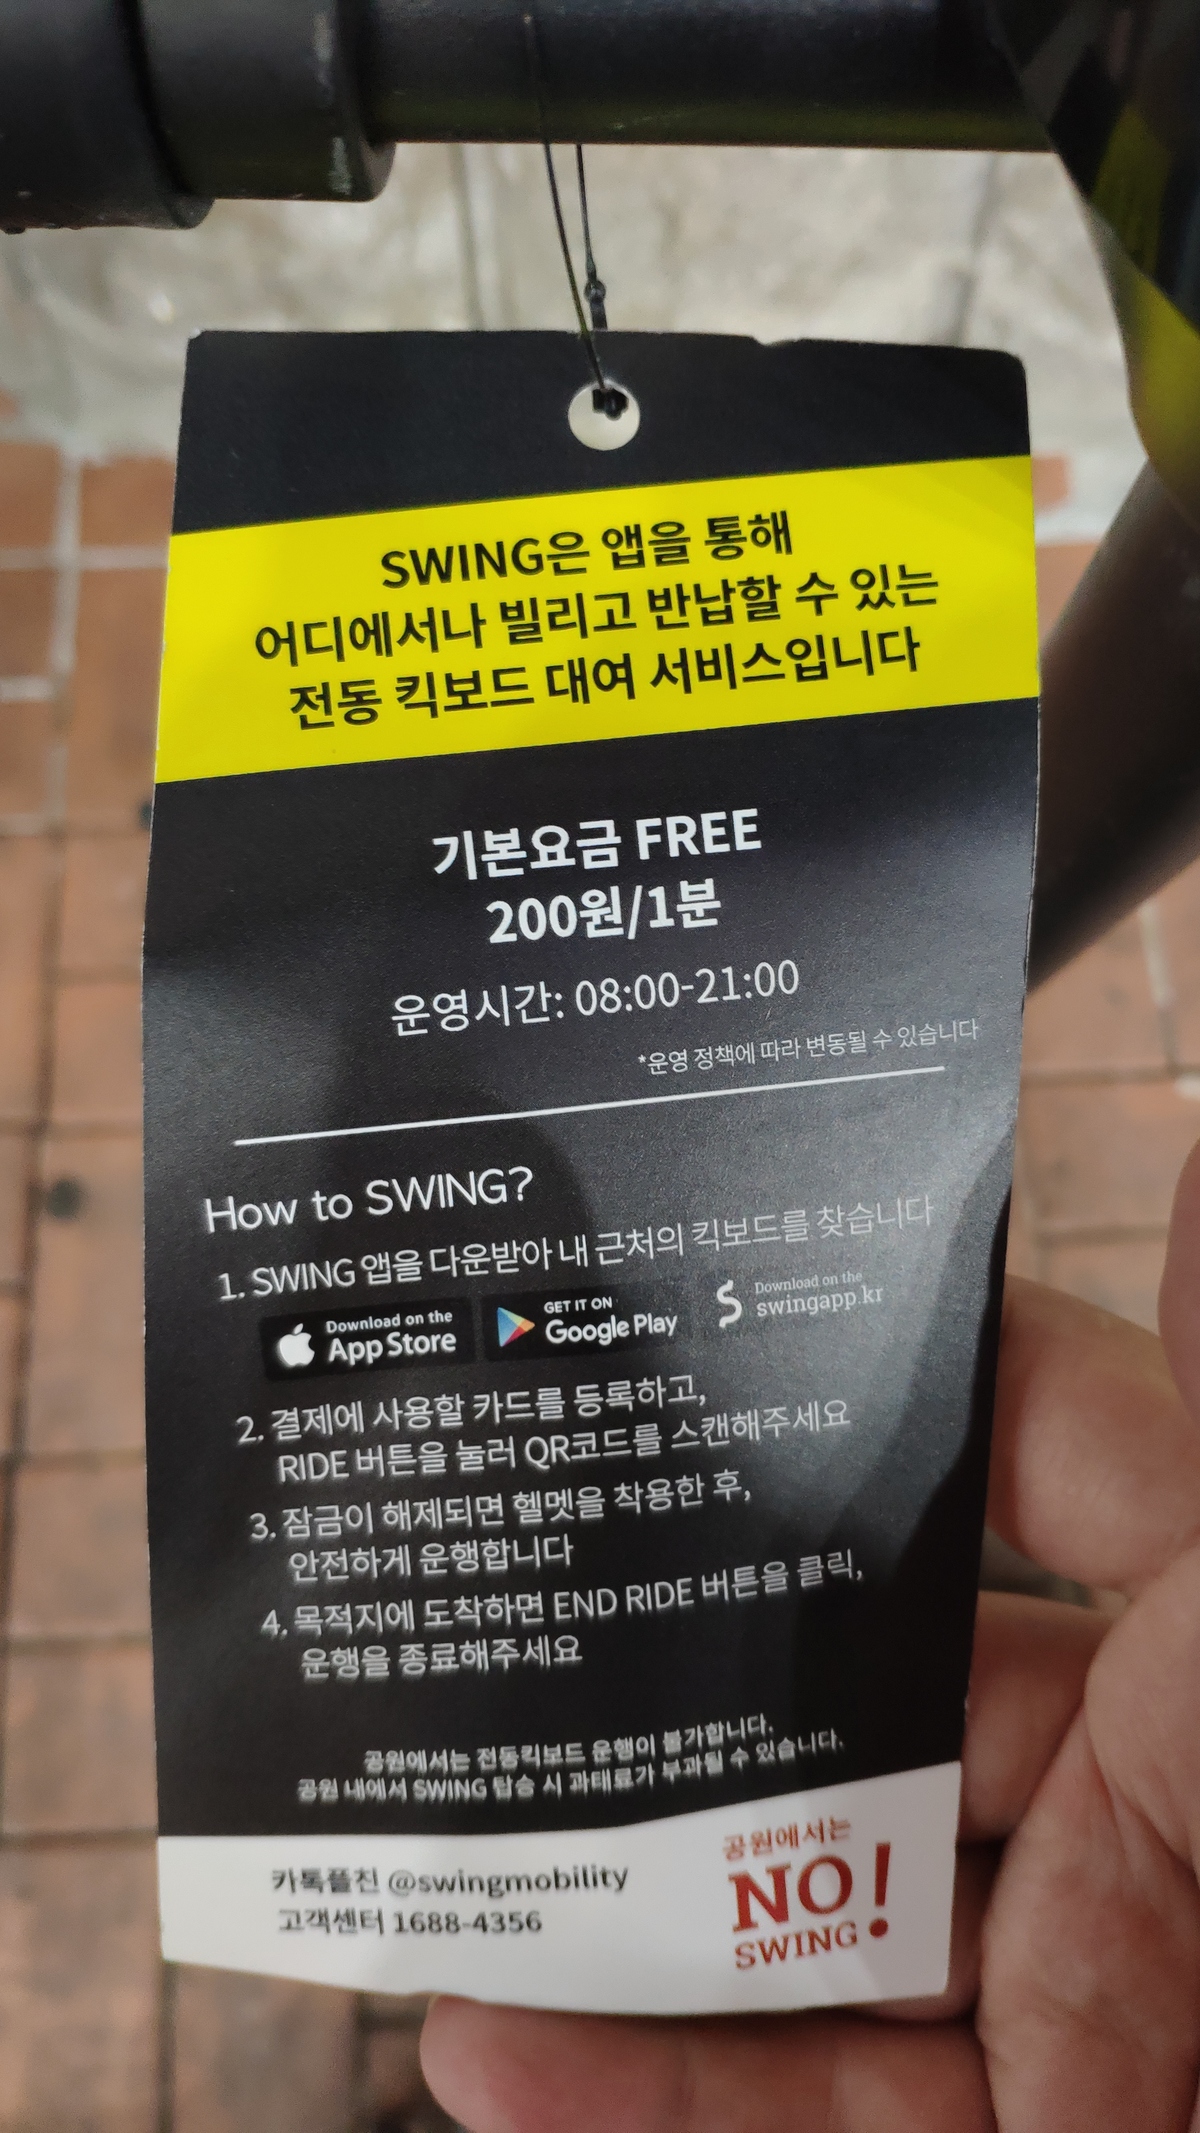 SWING은 앱을 통해
어디에서나 빌리고 반납할 수 있는
전동 킥보드 대여 서비스입니다
기본요금 FREE
200원/1분
운영시간: 08:00-21:00
*운영 정책에 따라 변동될 수 있습니다
How to SWING?
1. SWING 앱을 다운받아 내 근처의 킥보드를 찾습니다
Download on the
App Store
GET IT ON
Google Play
Download on the
swingapp.kr
2. 결제에 사용할 카드를 등록하고,
RIDE 버튼을 눌러 QR코드를 스캔해주세요
3. 잠금이 해제되면 헬멧을 착용한 후,
안전하게 운행합니다
4. 목적지에 도착하면 END RIDE 버튼을 클릭,
운행을 종료해주세요
공원에서는 전동킥보드 운행이 불가합니다.
공원 내에서 SWING 탑승 시 과태료가 부과될 수 있습니다.
카톡플친 @swingmobility
고객센터 1688-4356
공원에서는
NO!
SWING